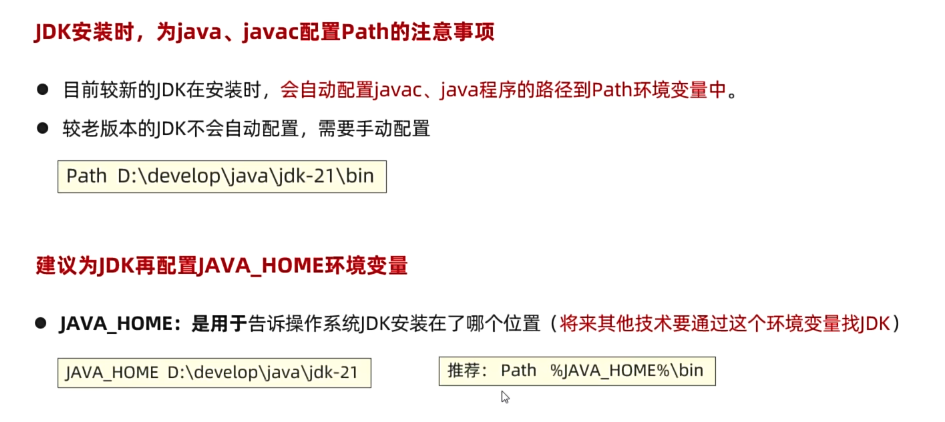 JDK安装时，为java、javac配置Path的注意事项
目前较新的JDK在安装时，会自动配置javac、java程序的路径到Path环境变量中。
较老版本的JDK不会自动配置，需要手动配置
Path D:\develop\java\jdk-21\bin
建议为JDK再配置JAVA_HOME环境变量
JAVA_HOME：是用于告诉操作系统JDK安装在了哪个位置（将来其他技术要通过这个环境变量找JDK）
JAVA_HOME D:\develop\java\jdk-21
推荐： Path %JAVA_HOME%\bin